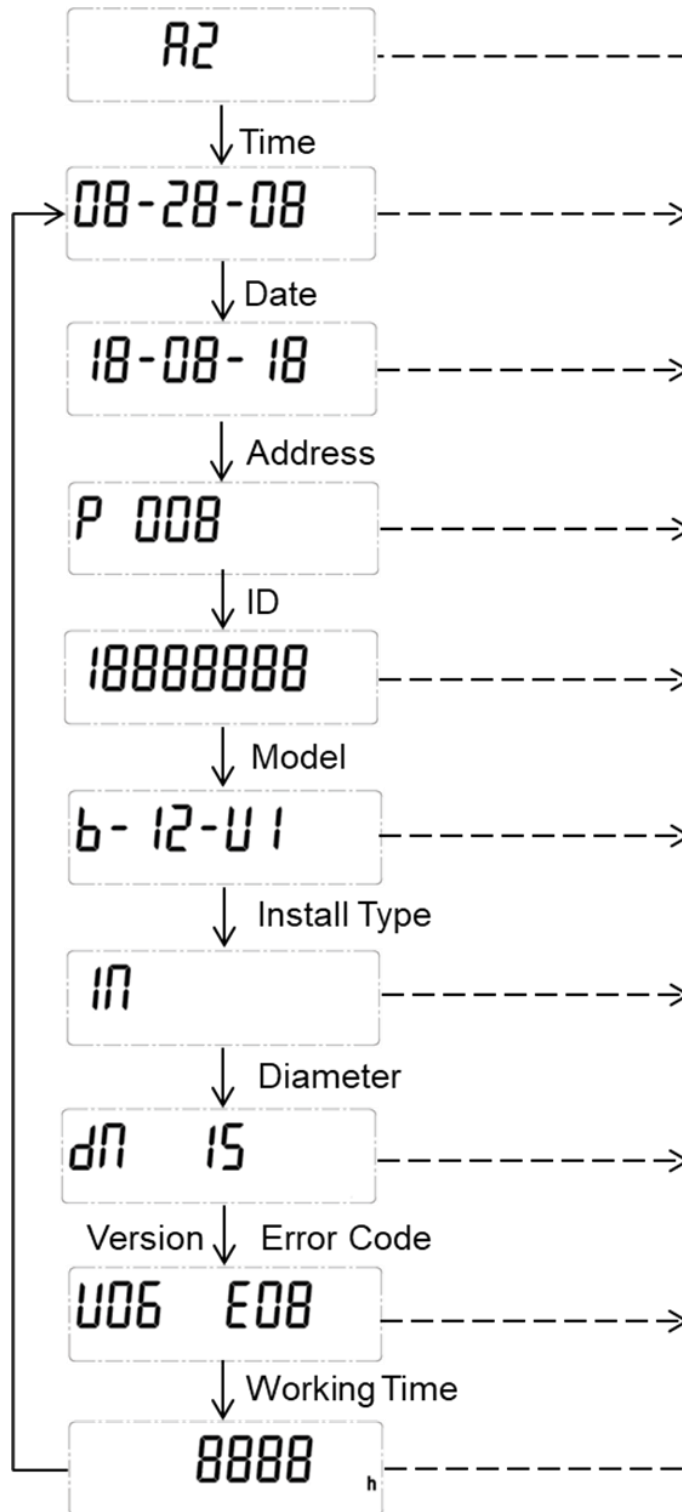 A2
Time
08-28-08
Date
18-08-18
Address
P 008
ID
18888888
Model
b-12-U1
Install Type
In
Diameter
dn 15
Version Error Code
U06 E08
Working Time
8888 h